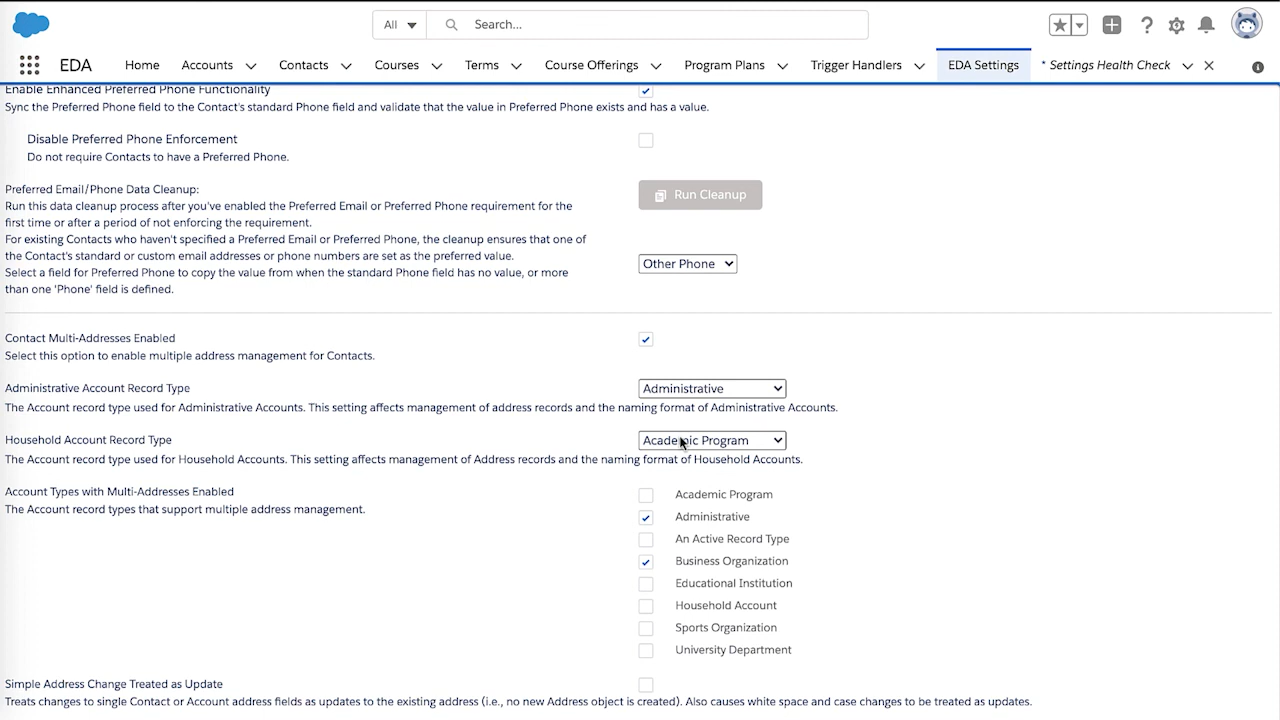 All
Search...
EDA
Home
Accounts
Contacts
Courses
Terms
Course Offerings
Program Plans
Trigger Handlers
EDA Settings
* Settings Health Check
Enable Enhanced Preferred Phone Functionality
Sync the Preferred Phone field to the Contact's standard Phone field and validate that the value in Preferred Phone exists and has a value.
Disable Preferred Phone Enforcement
Do not require Contacts to have a Preferred Phone.
Preferred Email/Phone Data Cleanup:
Run this data cleanup process after you've enabled the Preferred Email or Preferred Phone requirement for the
first time or after a period of not enforcing the requirement.
Run Cleanup
For existing Contacts who haven't specified a Preferred Email or Preferred Phone, the cleanup ensures that one of
the Contact's standard or custom email addresses or phone numbers are set as the preferred value.
Select a field for Preferred Phone to copy the value from when the standard Phone field has no value, or more
than one 'Phone' field is defined.
Other Phone
Contact Multi-Addresses Enabled
Select this option to enable multiple address management for Contacts.
Administrative Account Record Type
Administrative
The Account record type used for Administrative Accounts. This setting affects management of address records and the naming format of Administrative Accounts.
Household Account Record Type
Academic Program
The Account record type used for Household Accounts. This setting affects management of Address records and the naming format of Household Accounts.
Account Types with Multi-Addresses Enabled
The Account record types that support multiple address management.
Academic Program
Administrative
An Active Record Type
Business Organization
Educational Institution
Household Account
Sports Organization
University Department
Simple Address Change Treated as Update
Treats changes to single Contact or Account address fields as updates to the existing address (i.e., no new Address object is created). Also causes white space and case changes to be treated as updates.